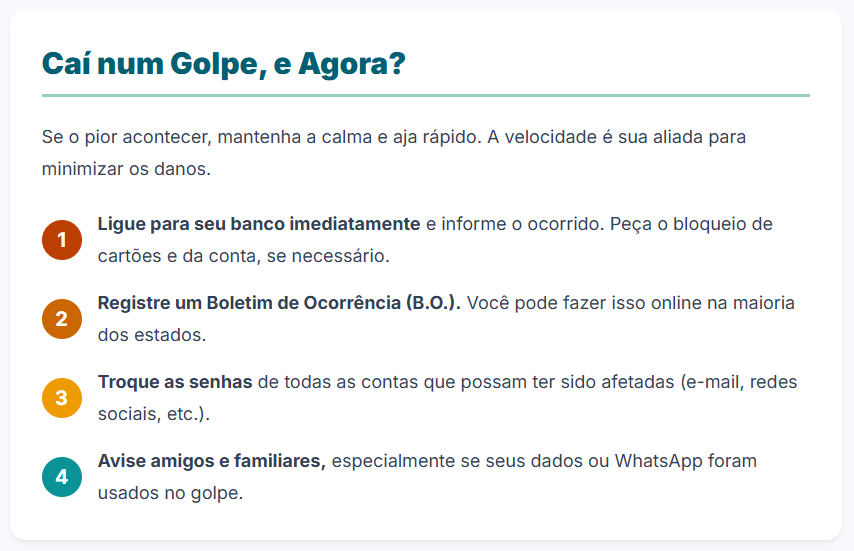 Caí num Golpe, e Agora?
Se o pior acontecer, mantenha a calma e aja rápido. A velocidade é sua aliada para
minimizar os danos.
1 Ligue para seu banco imediatamente e informe o ocorrido. Peça o bloqueio de
cartões e da conta, se necessário.
2 Registre um Boletim de Ocorrência (B.O.). Você pode fazer isso online na maioria
dos estados.
3 Troque as senhas de todas as contas que possam ter sido afetadas (e-mail, redes
sociais, etc.).
4 Avise amigos e familiares, especialmente se seus dados ou WhatsApp foram
usados no golpe.